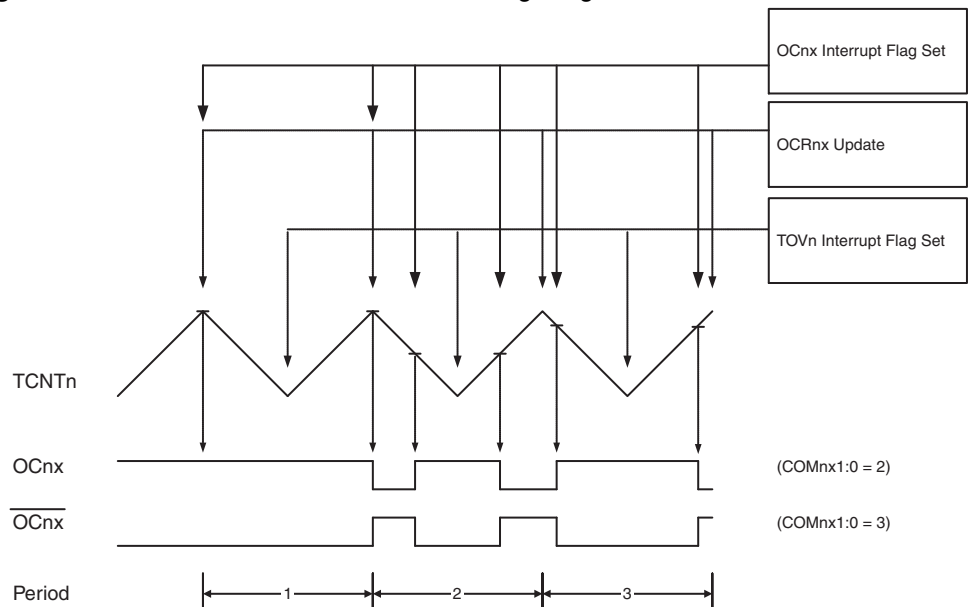 OCnx Interrupt Flag Set
OCRnx Update
TOVn Interrupt Flag Set
TCNTn
OCnx
(COMnx1:0 = 2)
OCnx
(COMnx1:0 = 3)
Period
1
2
3